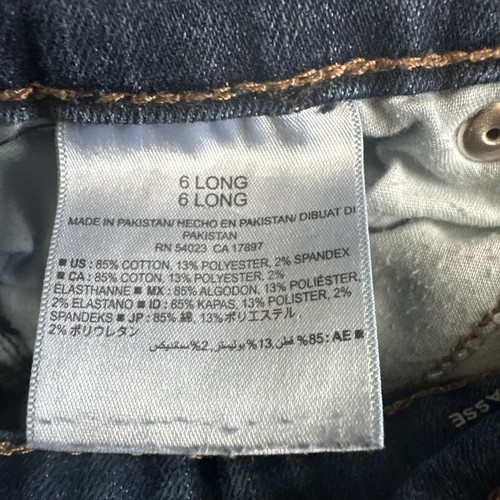 6 LONG
6 LONG
MADE IN PAKISTAN/ HECHO EN PAKISTAN/ DIBUAT DI
PAKISTAN
RN 54023 CA 17897
■ US : 85% COTTON, 13% POLYESTER, 2% SPANDEX
■ CA : 85% COTON, 13% POLYESTER, 2%
ÉLASTHANNE ■ MX : 85% ALGODON, 13% POLIÉSTER,
2% ELASTANO ■ ID : 85% KAPAS, 13% POLISTER, 2%
SPANDEKS ■ JP : 85% 綿, 13%ポリエステル,
2% ポリウレタン
■ AE :85% قطن, 13% بوليستر, 2% سبانديكس
ASSE